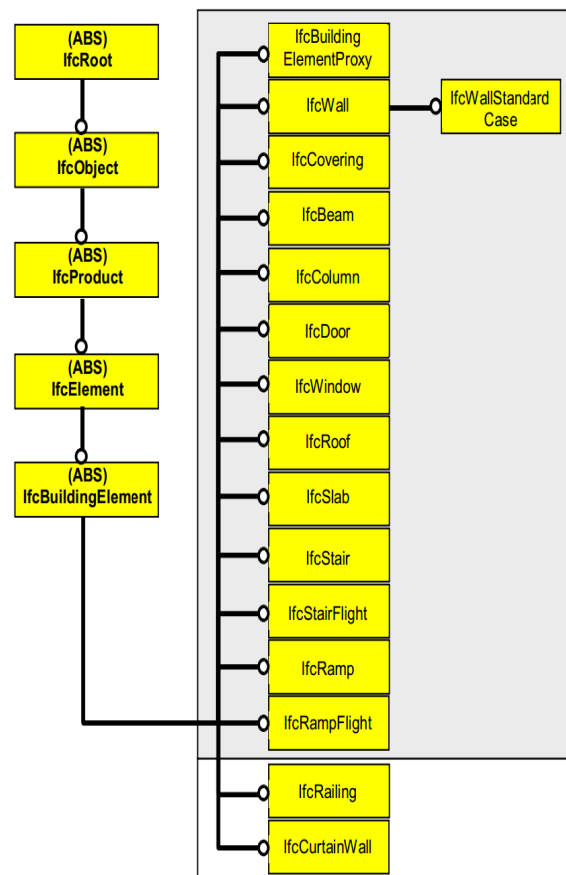 (ABS)
IfcRoot
(ABS)
IfcObject
(ABS)
IfcProduct
(ABS)
IfcElement
(ABS)
IfcBuildingElement
IfcBuilding
ElementProxy
IfcWall
IfcWallStandard
Case
IfcCovering
IfcBeam
IfcColumn
IfcDoor
IfcWindow
IfcRoof
IfcSlab
IfcStair
IfcStairFlight
IfcRamp
IfcRampFlight
IfcRailing
IfcCurtainWall